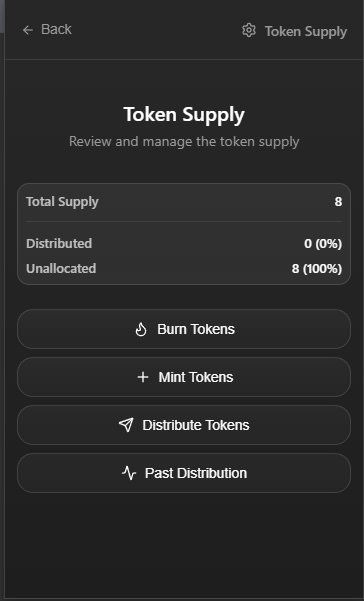 Back
Token Supply
Token Supply
Review and manage the token supply
Total Supply 8
Distributed 0 (0%)
Unallocated 8 (100%)
Burn Tokens
Mint Tokens
Distribute Tokens
Past Distribution